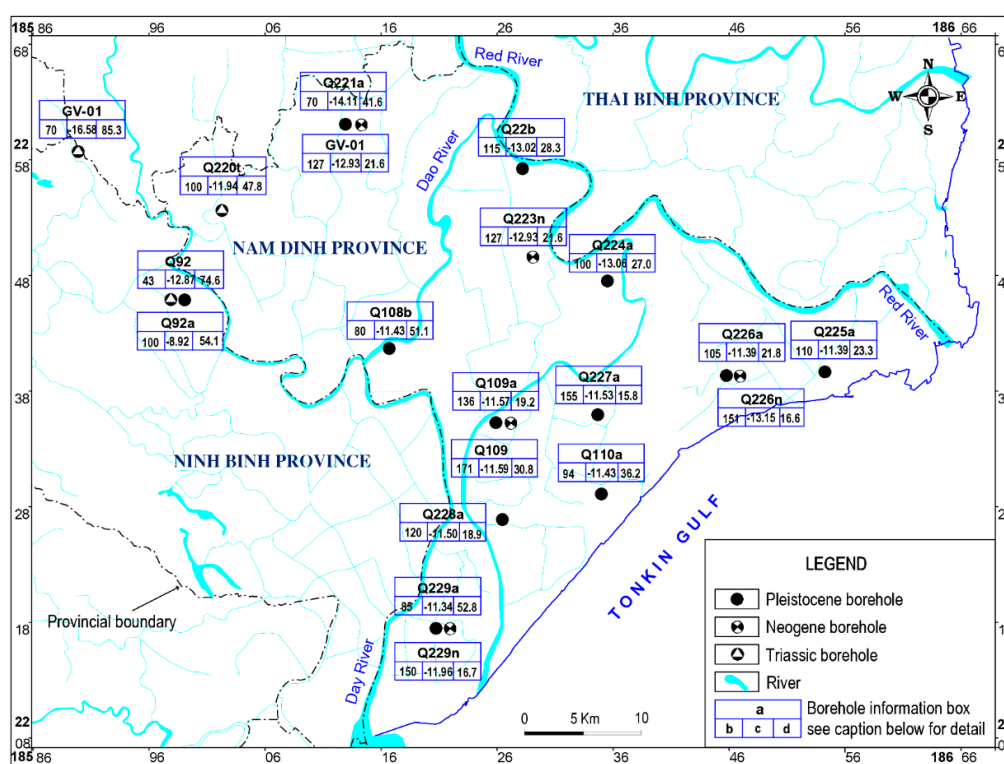 185 86 96 06 16 26 36 46 56 186 66
68
6
Red River
Q221a
70 -14.11 41.6
THAI BINH PROVINCE
N
W E
S
GV-01
70 -16.58 85.3
GV-01
127 -12.93 21.6
Dao River
Q22b
115 -13.02 28.3
22
58
2
5
Q220t
100 -11.94 47.8
Q223n
127 -12.93 21.6
Q224a
100 -13.06 27.0
NAM DINH PROVINCE
Q92
43 -12.87 74.6
48
4
Q92a
100 -8.92 54.1
Q108b
80 -11.43 51.1
Red River
Q226a
105 -11.39 21.8
Q225a
110 -11.39 23.3
Q109a
136 -11.57 19.2
Q227a
155 -11.53 15.8
Q226n
151 -13.15 16.6
38
3
NINH BINH PROVINCE
Q109
171 -11.59 30.8
Q110a
94 -11.43 36.2
28
Q228a
120 -11.50 18.9
TONKIN GULF
LEGEND
Pleistocene borehole
Neogene borehole
Triassic borehole
River
a
b c d
Borehole information box
see caption below for detail
Q229a
85 -11.34 52.8
Provincial boundary
18
1
Q229n
150 -11.96 16.7
Day River
0 5 Km 10
22
08
2
0
185 86 96 06 16 26 36 46 56 186 66